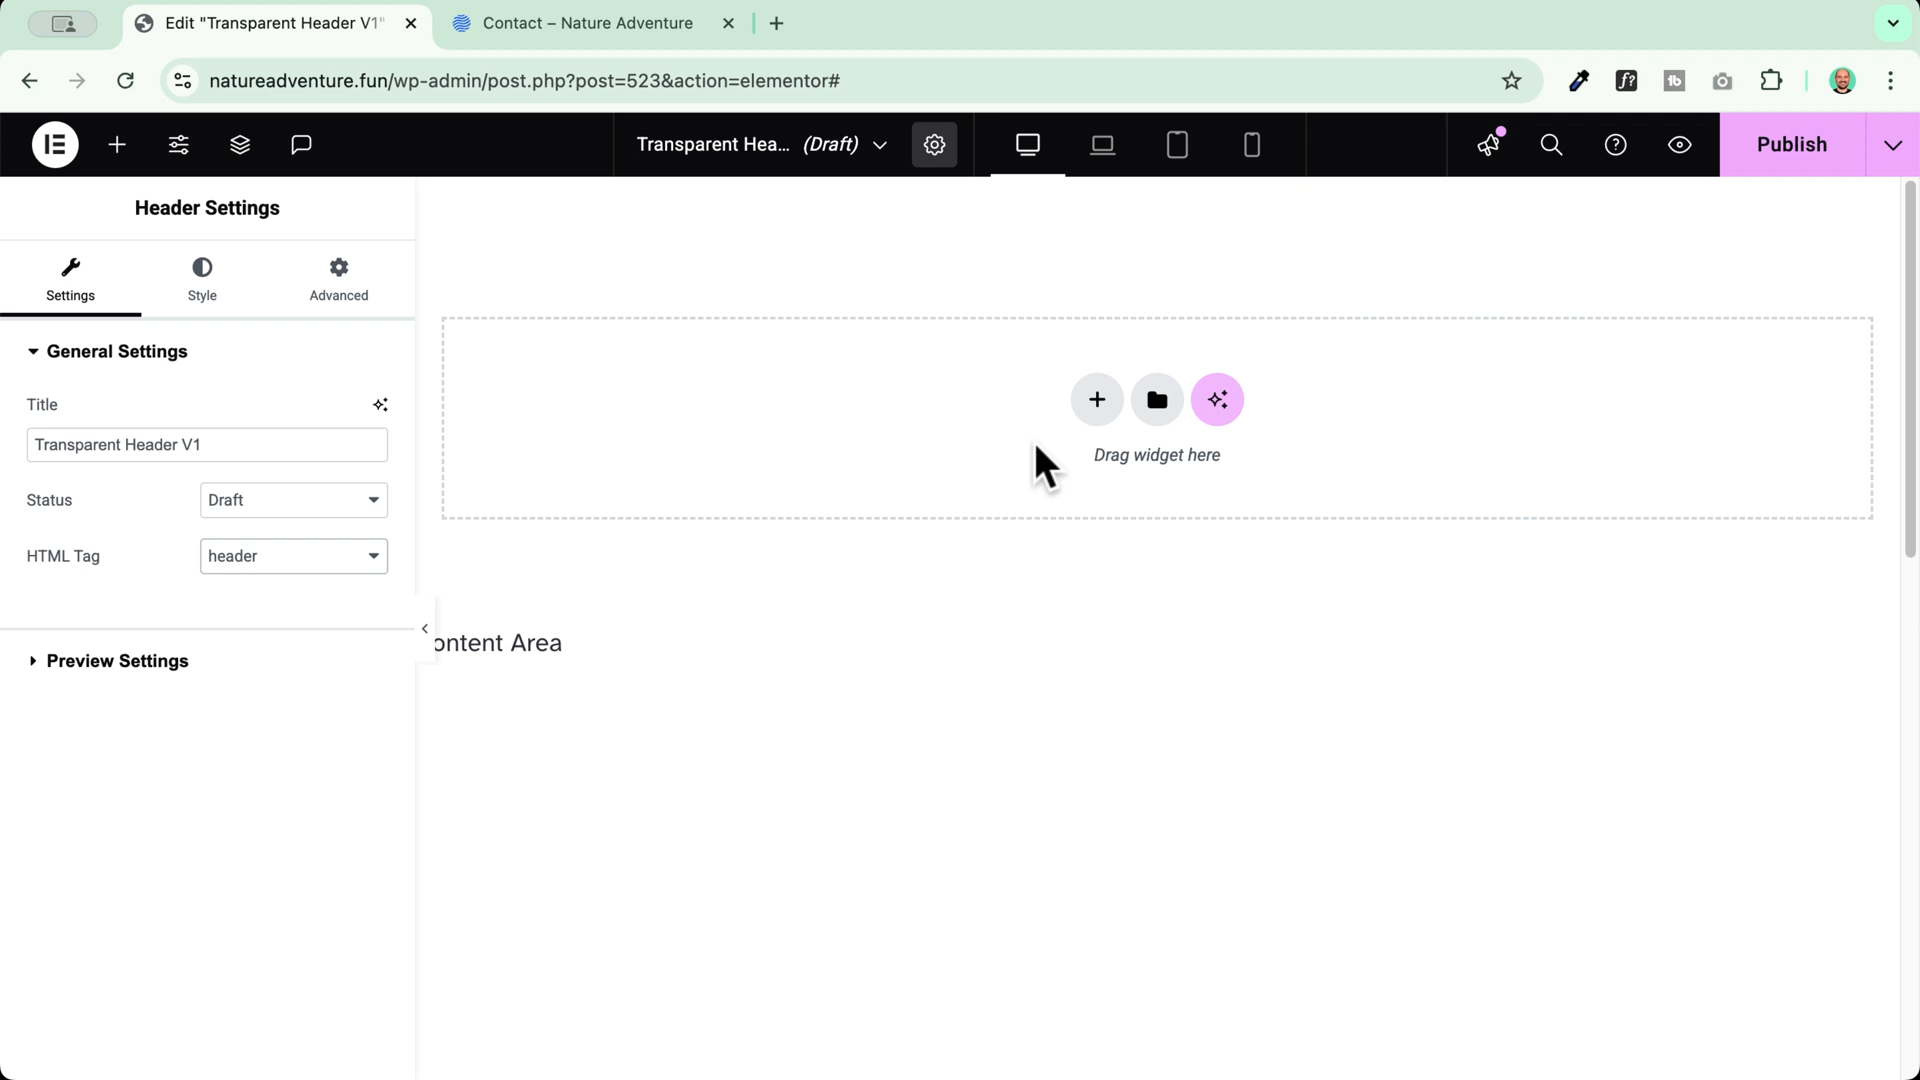 Edit "Transparent Header V1"
Contact – Nature Adventure
natureadventure.fun/wp-admin/post.php?post=523&action=elementor#
f?
tb
Transparent Hea... (Draft)
Publish
Header Settings
Settings
Style
Advanced
General Settings
Title
Transparent Header V1
Status
Draft
HTML Tag
header
Preview Settings
Drag widget here
ontent Area